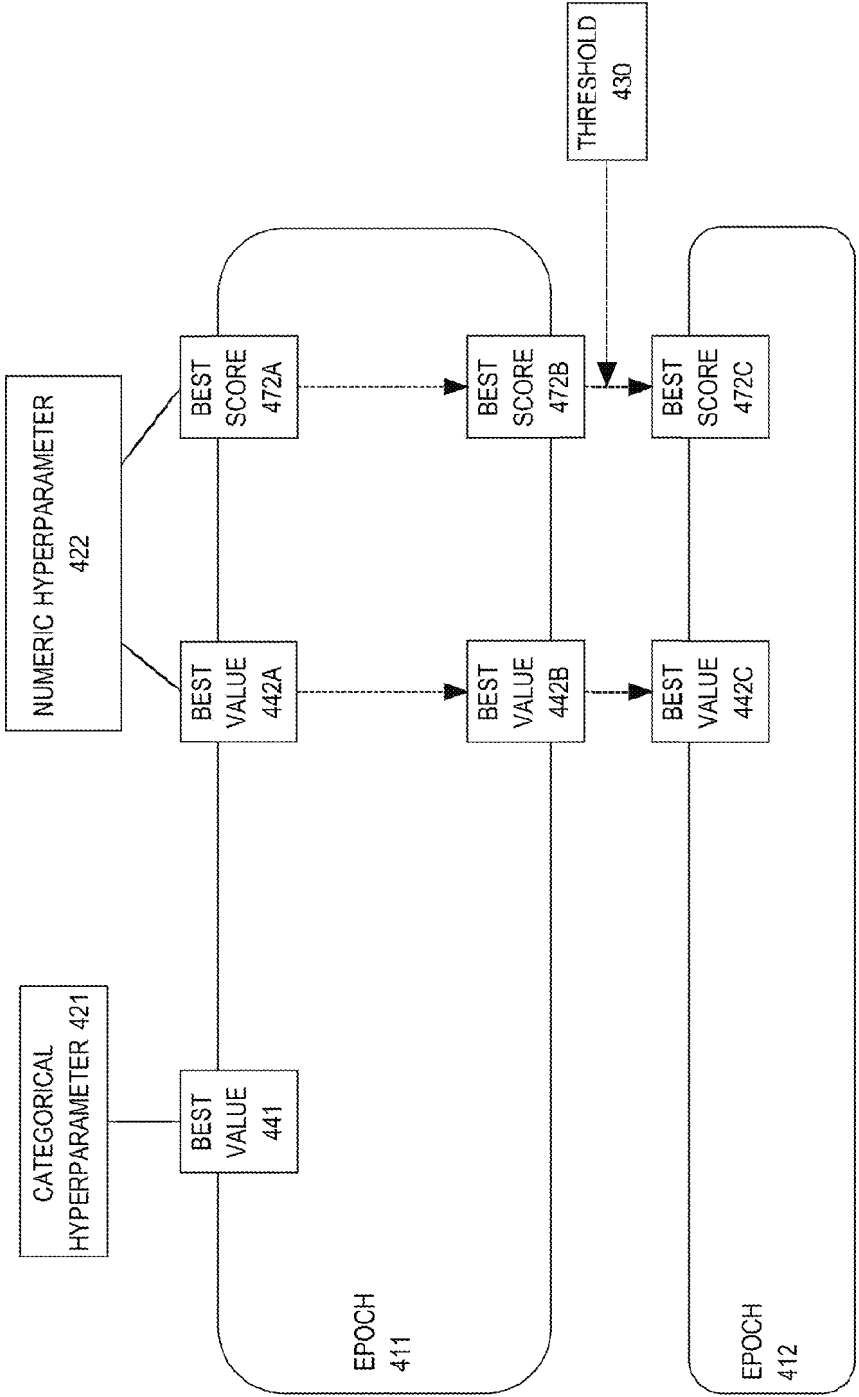 CATEGORICAL
HYPERPARAMETER 421
NUMERIC HYPERPARAMETER
422
BEST
VALUE
441
BEST
VALUE
442A
BEST
SCORE
472A
EPOCH
411
BEST
VALUE
442B
BEST
SCORE
472B
THRESHOLD
430
BEST
VALUE
442C
BEST
SCORE
472C
EPOCH
412